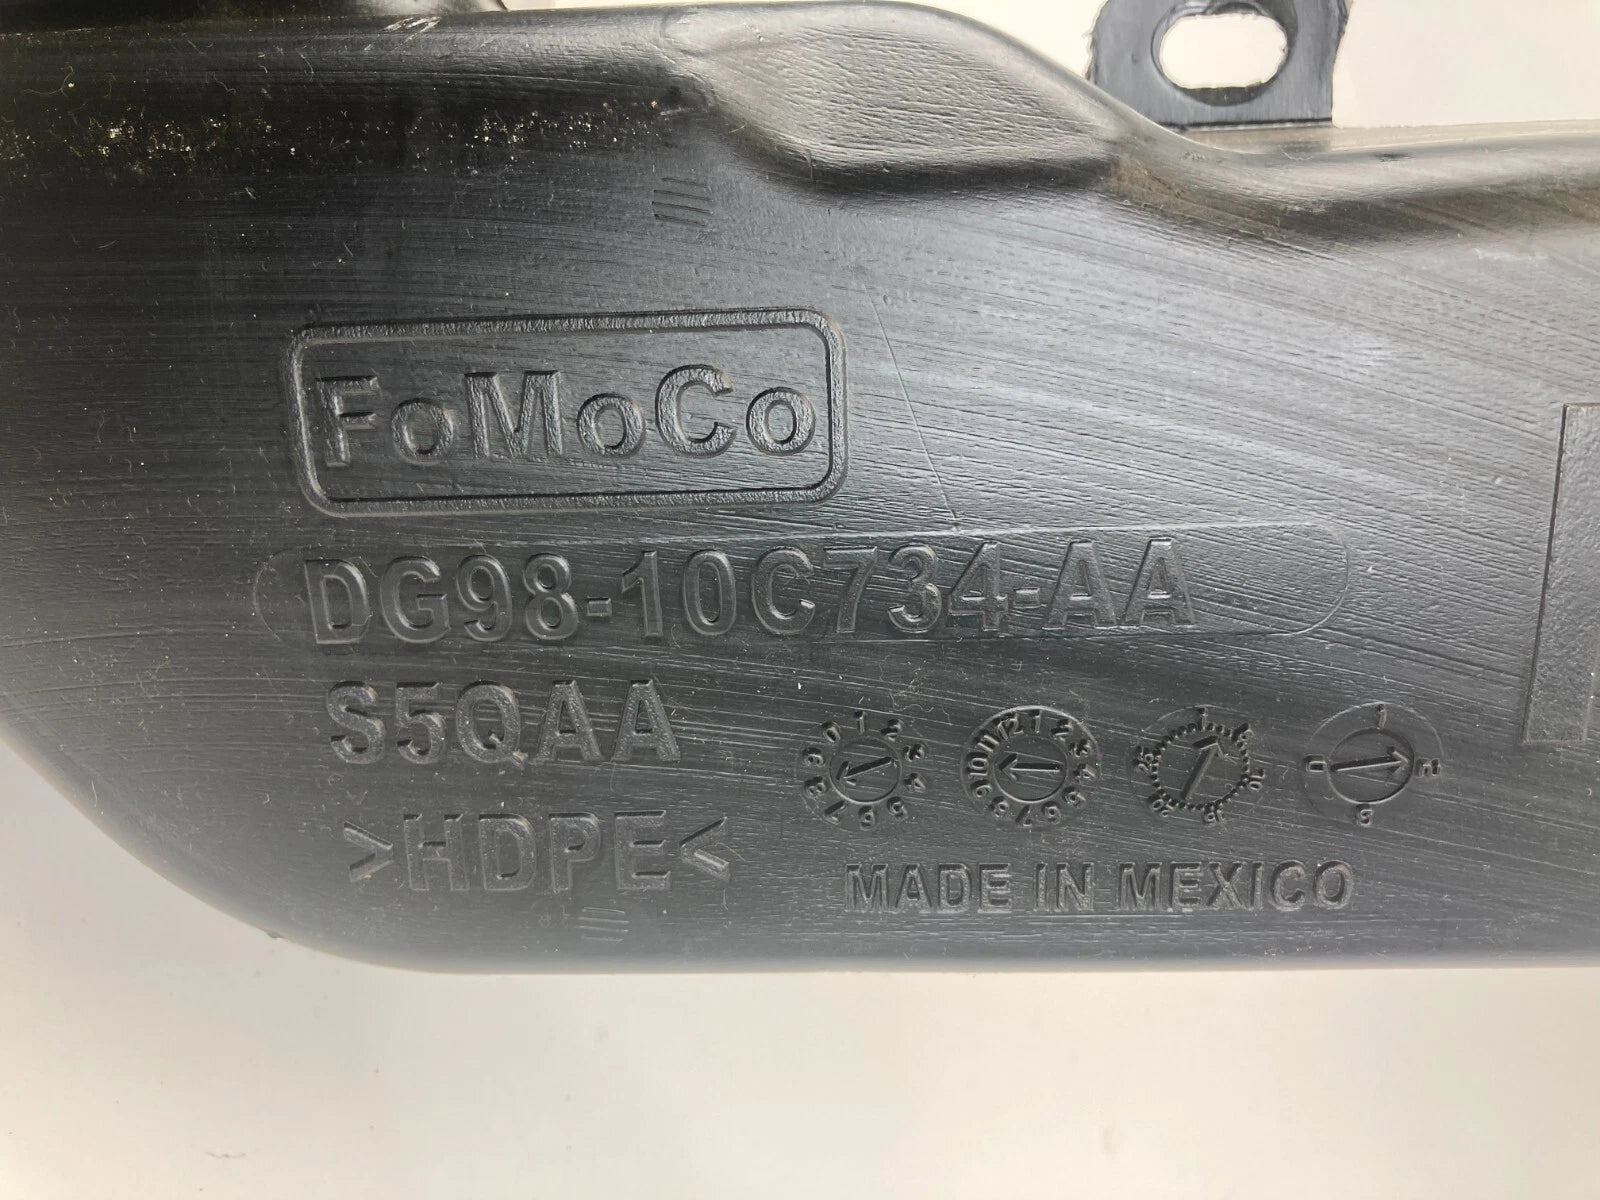 FoMoCo
DG98-10C734-AA
S5QAA
>HDPE<
MADE IN MEXICO